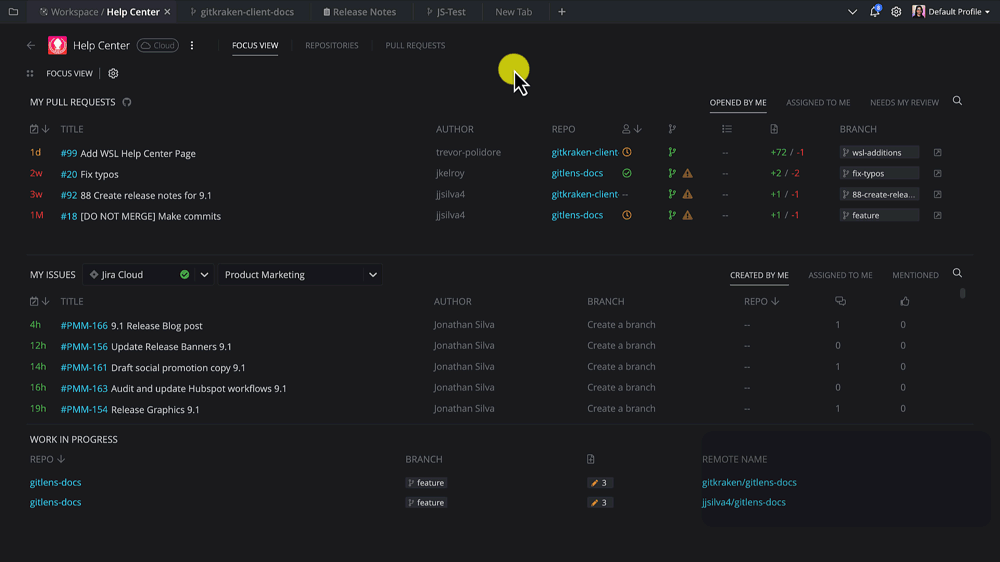 Workspace / Help Center gitkraken-client-docs Release Notes JS-Test New Tab 8 Default Profile
Help Center Cloud FOCUS VIEW REPOSITORIES PULL REQUESTS
FOCUS VIEW
MY PULL REQUESTS OPENED BY ME ASSIGNED TO ME NEEDS MY REVIEW
TITLE AUTHOR REPO BRANCH
1d #99 Add WSL Help Center Page trevor-polidore gitkraken-client -- +72 / -1 wsl-additions
2w #20 Fix typos jkelroy gitlens-docs -- +2 / -2 fix-typos
3w #92 88 Create release notes for 9.1 jjsilva4 gitkraken-client -- -- +1 / -1 88-create-relea...
1M #18 [DO NOT MERGE] Make commits jjsilva4 gitlens-docs -- +1 / -1 feature
MY ISSUES Jira Cloud Product Marketing CREATED BY ME ASSIGNED TO ME MENTIONED
TITLE AUTHOR BRANCH REPO
4h #PMM-166 9.1 Release Blog post Jonathan Silva Create a branch -- 1 0
12h #PMM-156 Update Release Banners 9.1 Jonathan Silva Create a branch -- 0 0
14h #PMM-161 Draft social promotion copy 9.1 Jonathan Silva Create a branch -- 1 0
16h #PMM-163 Audit and update Hubspot workflows 9.1 Jonathan Silva Create a branch -- 0 0
19h #PMM-154 Release Graphics 9.1 Jonathan Silva Create a branch -- 1 0
WORK IN PROGRESS
REPO BRANCH REMOTE NAME
gitlens-docs feature 3 gitkraken/gitlens-docs
gitlens-docs feature 3 jjsilva4/gitlens-docs